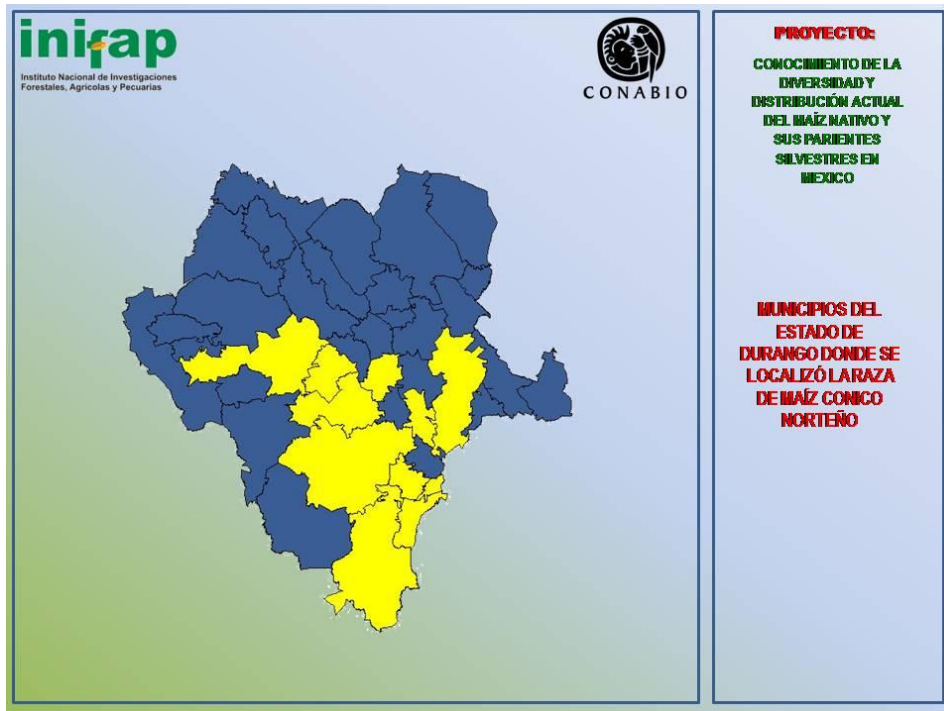 inifap
Instituto Nacional de Investigaciones
Forestales, Agrícolas y Pecuarias
CONABIO
PROYECTO:
CONOCIMIENTO DE LA
DIVERSIDAD Y
DISTRIBUCIÓN ACTUAL
DEL MAÍZ NATIVO Y
SUS PARIENTES
SILVESTRES EN
MEXICO
MUNICIPIOS DEL
ESTADO DE
DURANGO DONDE SE
LOCALIZÓ LA RAZA
DE MAÍZ CONICO
NORTEÑO